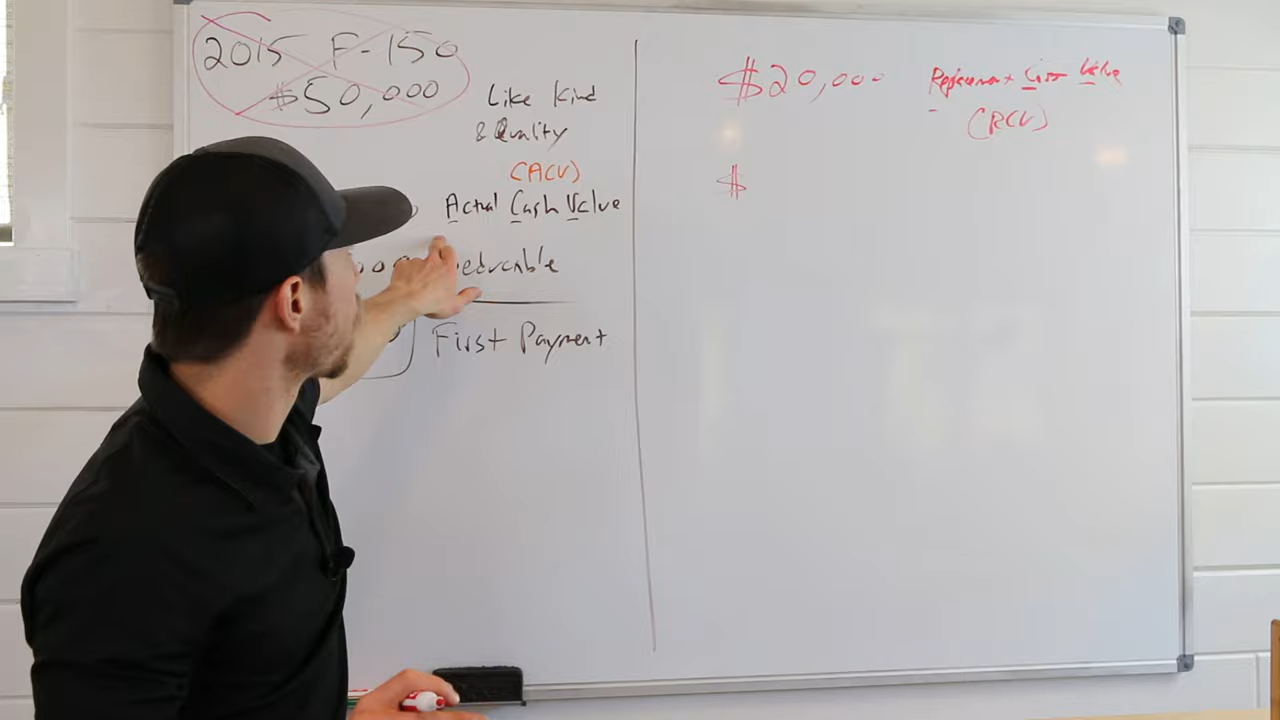 2015 F-150
$50,000
Like Kind
& Quality
(ACV)
Actual Cash Value
First Payment
$20,000
Replacement Cost Value
(RCV)
$